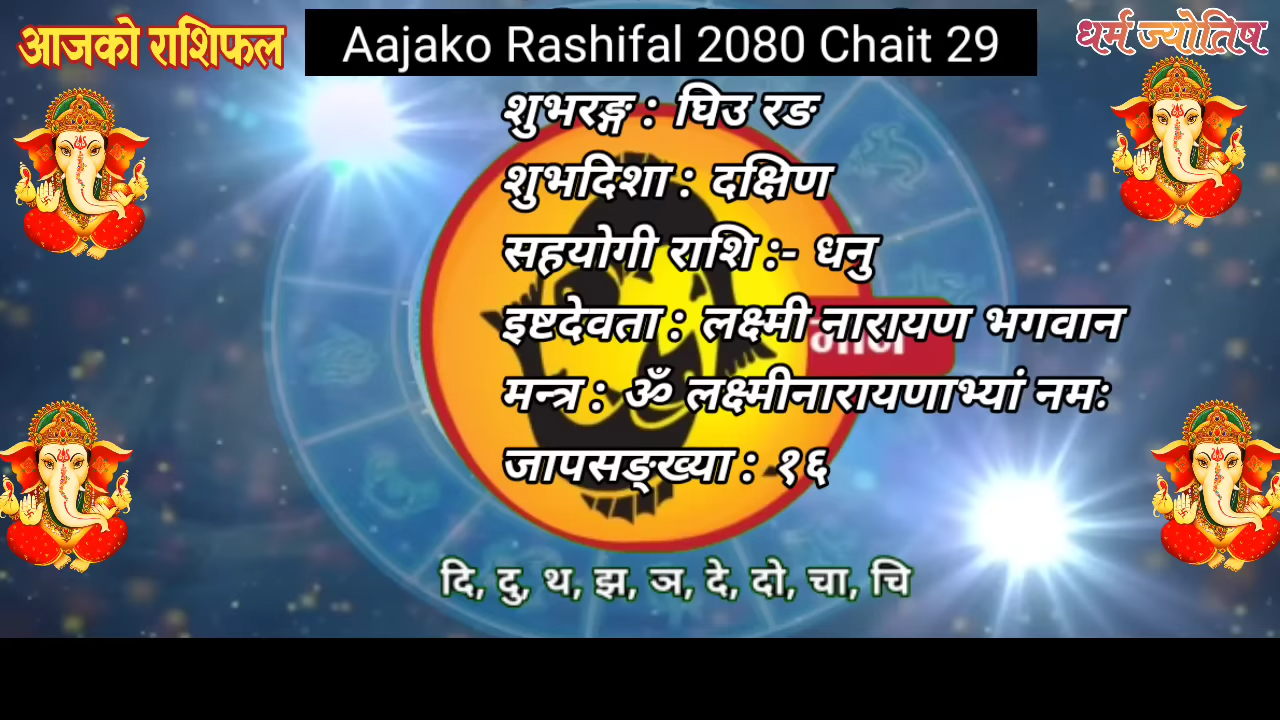 आजको राशिफल
Aajako Rashifal 2080 Chait 29
धर्म ज्योतिष
शुभरङ्ग : घिउ रङ
शुभदिशा : दक्षिण
सहयोगी राशि :- धनु
इष्टदेवता : लक्ष्मी नारायण भगवान
मन्त्र : ॐ लक्ष्मीनारायणाभ्यां नमः
जापसङ्ख्या : १६
दि, दु, थ, झ, ञ, दे, दो, चा, चि